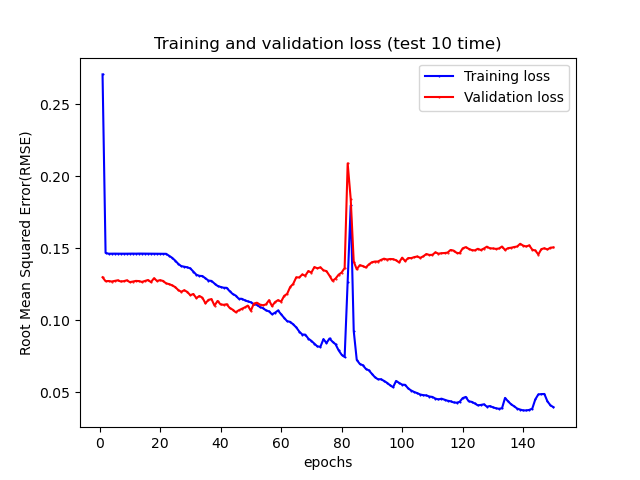 Training and validation loss (test 10 time)
Training loss
Validation loss
Root Mean Squared Error(RMSE)
0.25
0.20
0.15
0.10
0.05
0 20 40 60 80 100 120 140
epochs